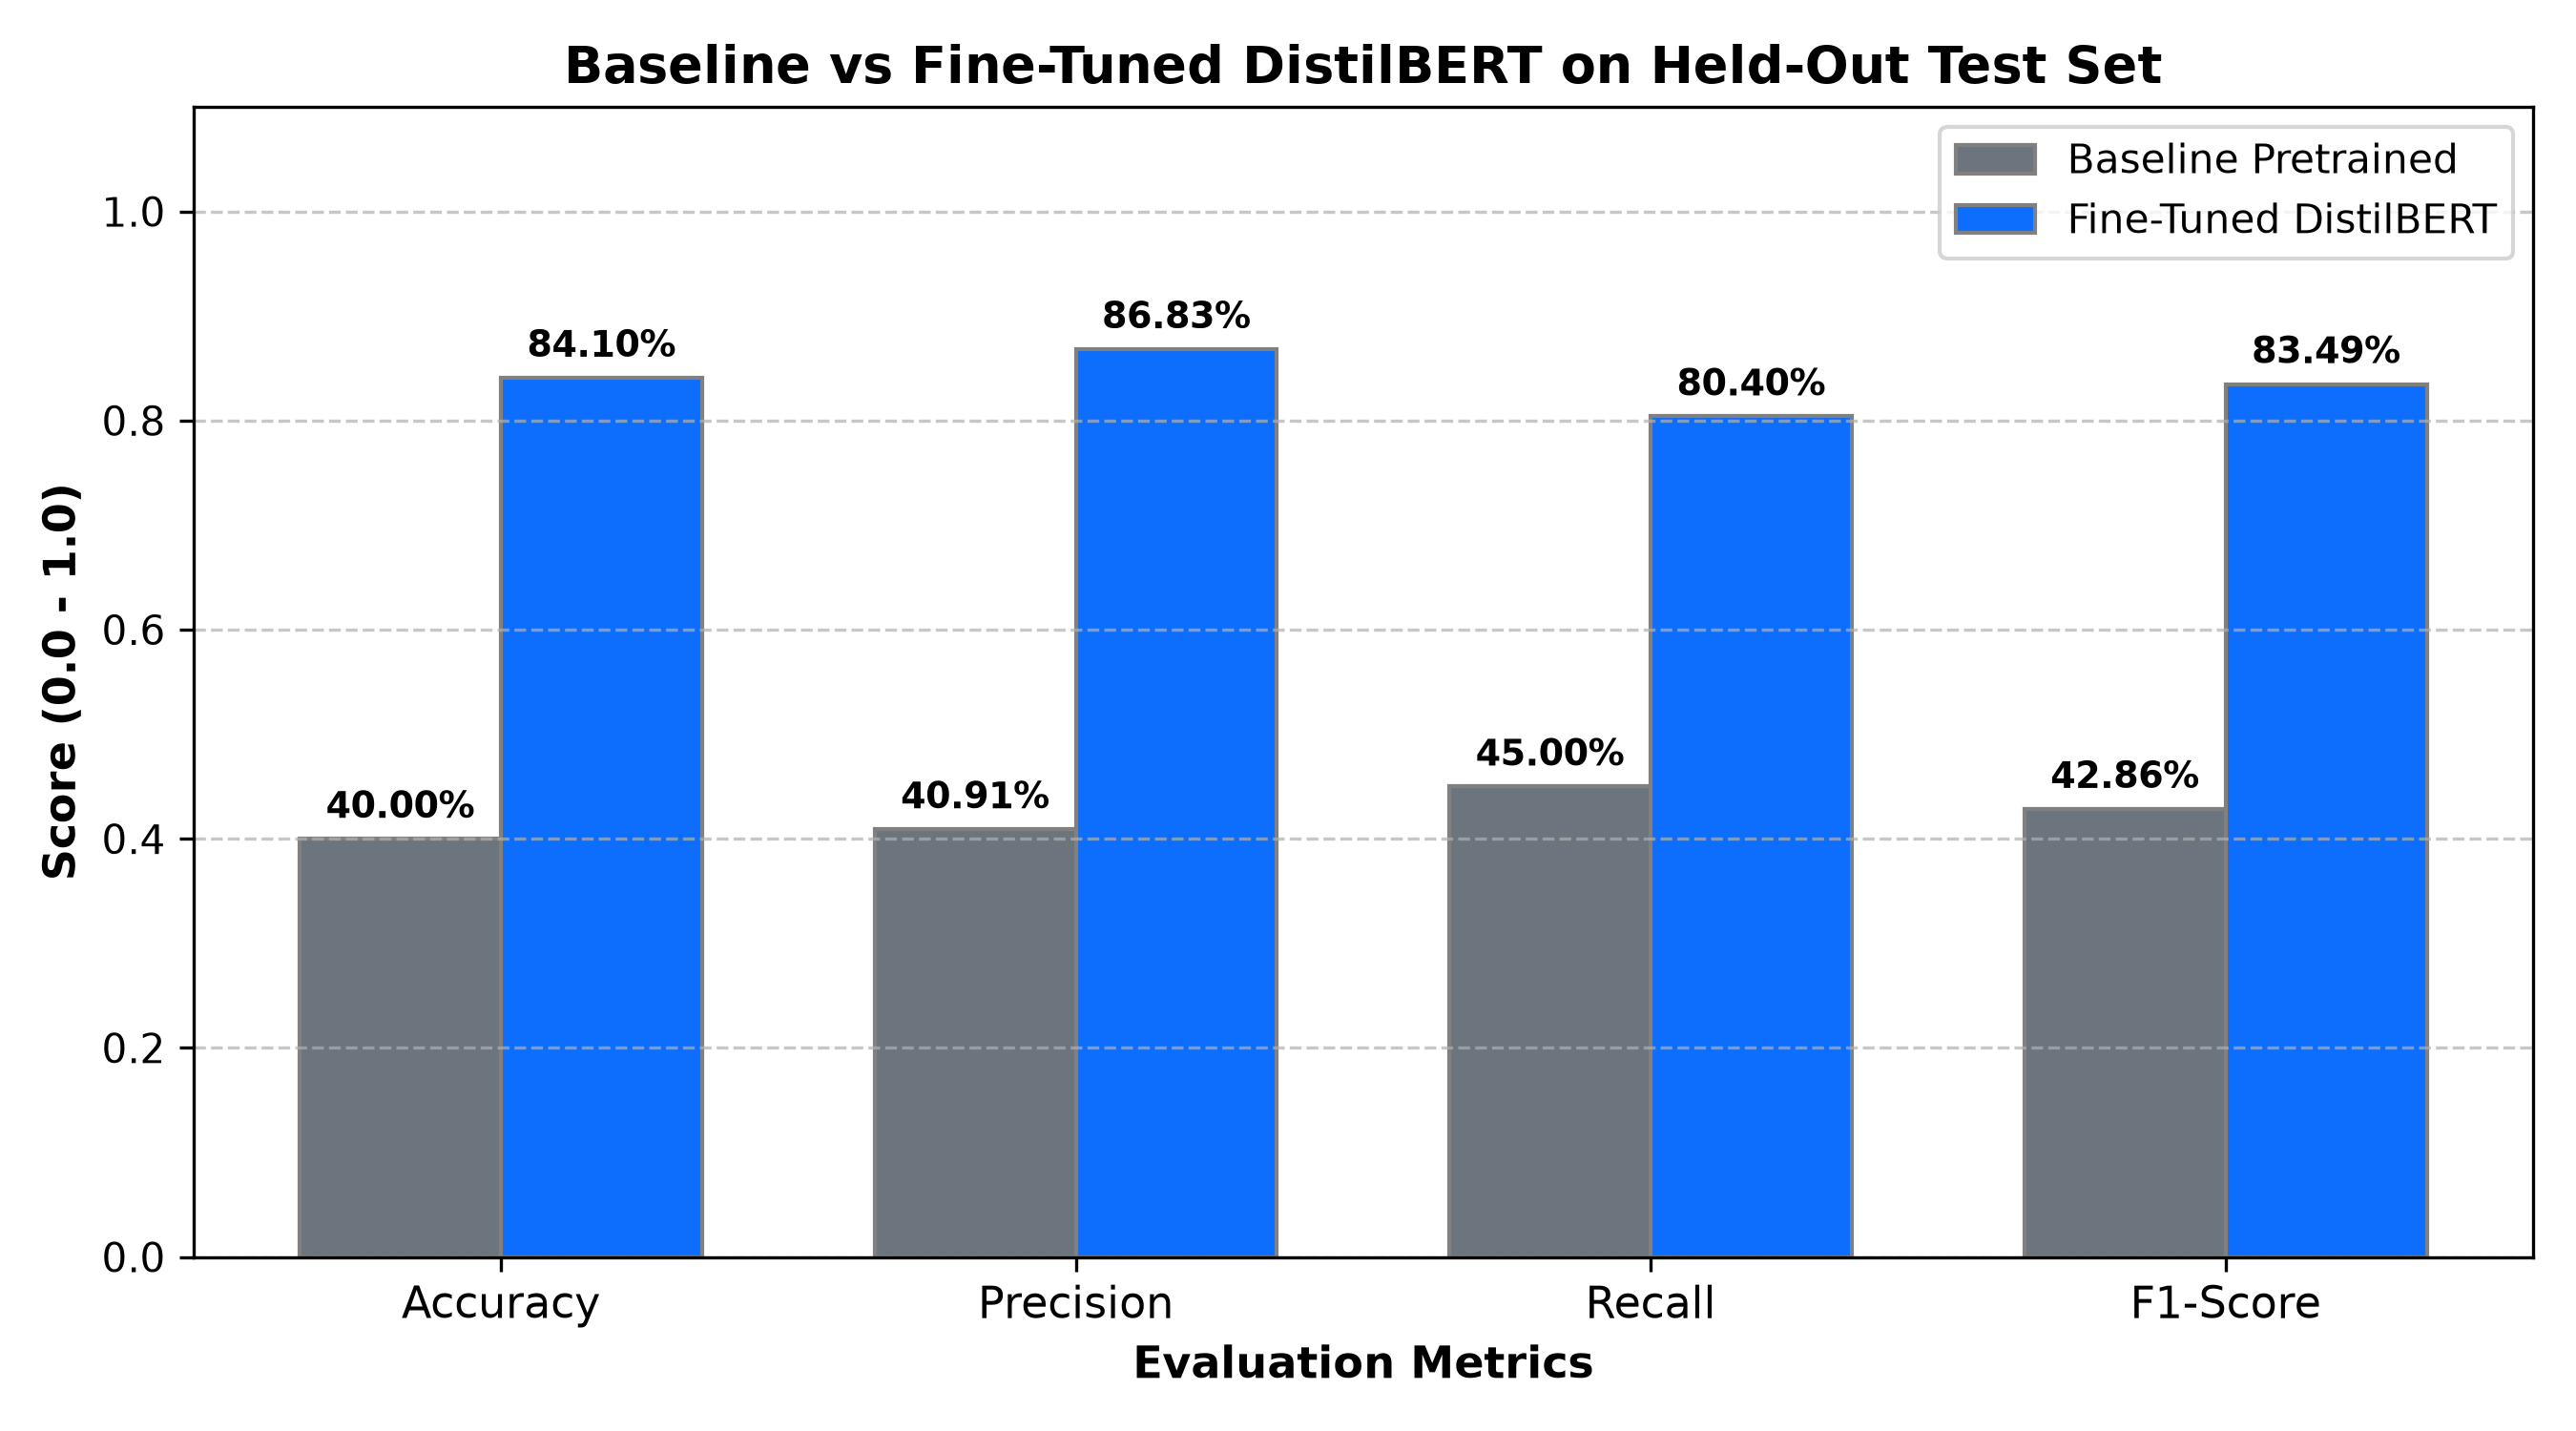 Baseline vs Fine-Tuned DistilBERT on Held-Out Test Set
Baseline Pretrained
Fine-Tuned DistilBERT
Score (0.0 - 1.0)
1.0
0.8
0.6
0.4
0.2
0.0
40.00%
84.10%
40.91%
86.83%
45.00%
80.40%
42.86%
83.49%
Accuracy
Precision
Recall
F1-Score
Evaluation Metrics